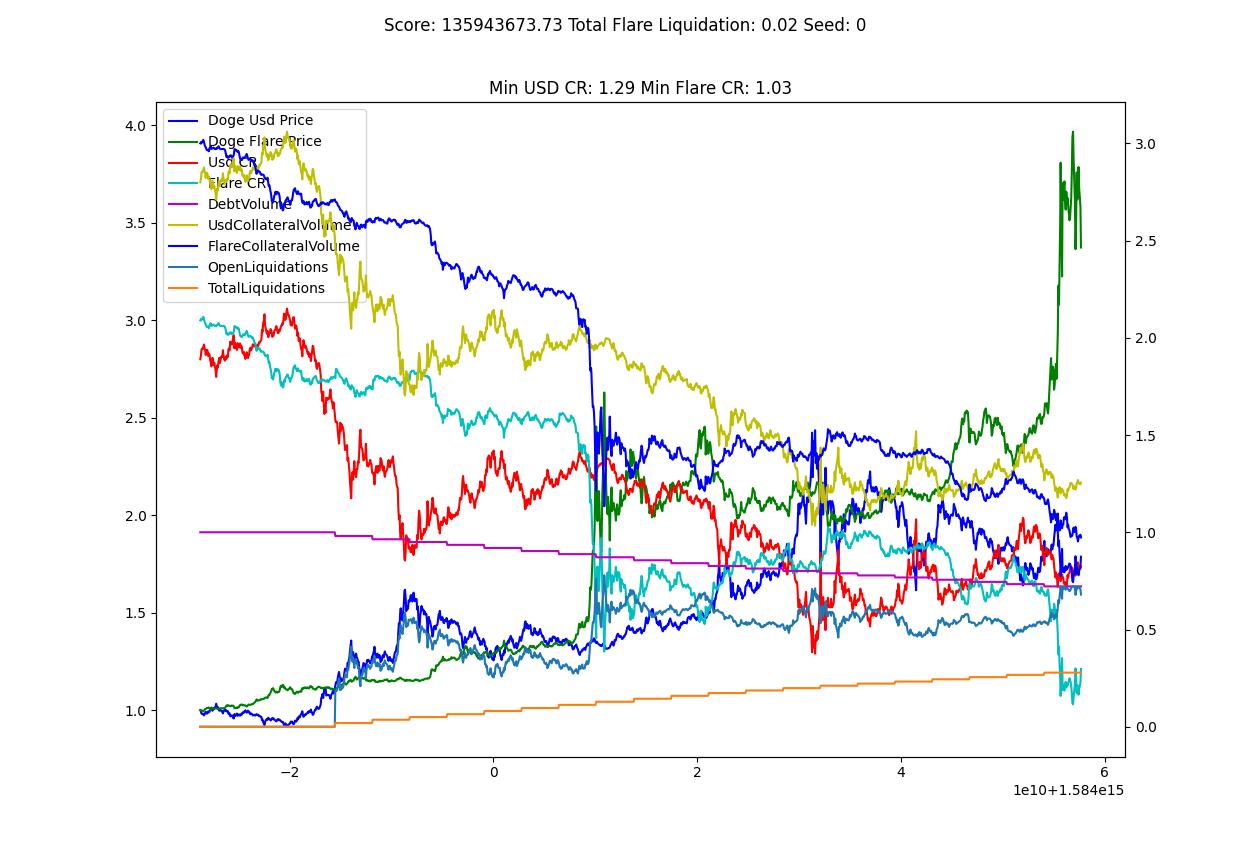 Score: 135943673.73 Total Flare Liquidation: 0.02 Seed: 0
Min USD CR: 1.29 Min Flare CR: 1.03
Doge Usd Price
Doge Flare Price
Usd CR
Flare CR
DebtVolume
UsdCollateralVolume
FlareCollateralVolume
OpenLiquidations
TotalLiquidations
4.0
3.5
3.0
2.5
2.0
1.5
1.0
3.0
2.5
2.0
1.5
1.0
0.5
0.0
−2
0
2
4
6
1e10+1.584e15